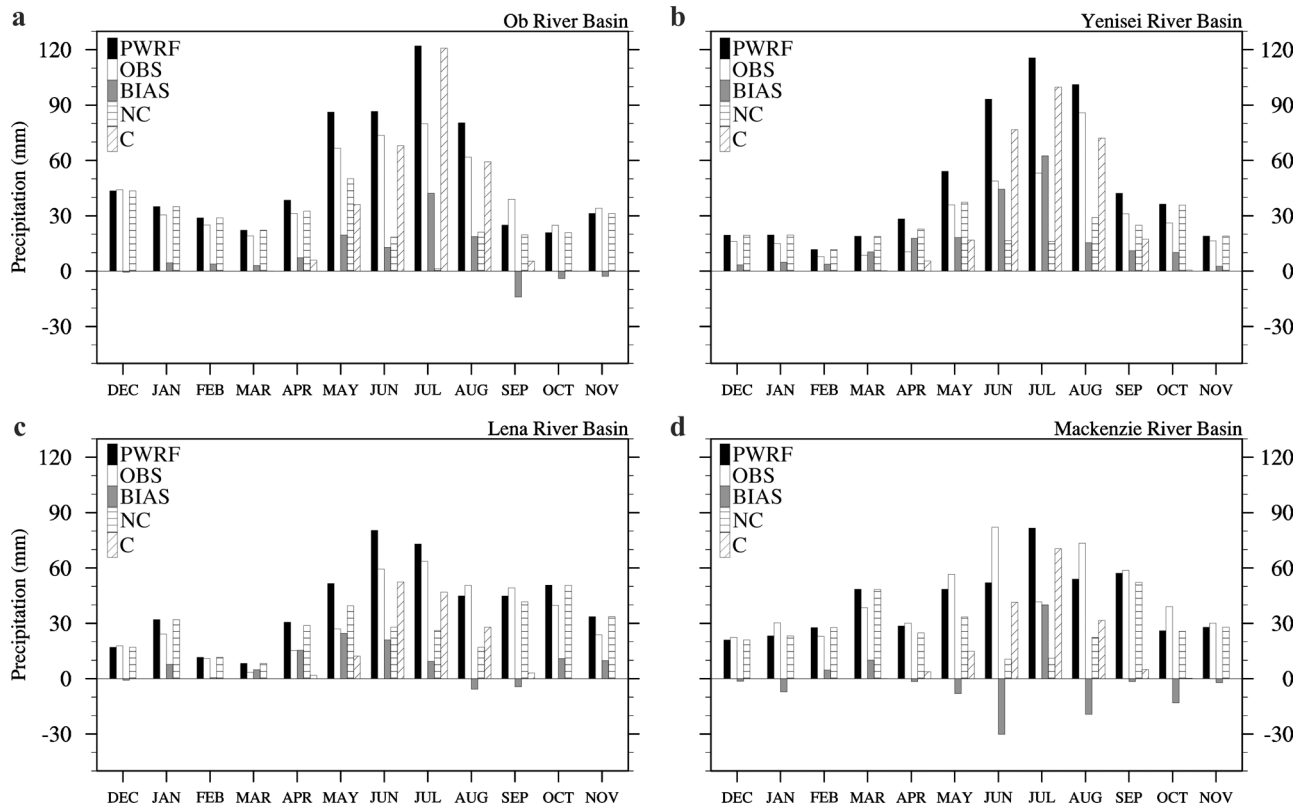 a
Ob River Basin
PWRF
OBS
BIAS
NC
C
Precipitation (mm)
120
90
60
30
0
-30
DEC JAN FEB MAR APR MAY JUN JUL AUG SEP OCT NOV
b
Yenisei River Basin
PWRF
OBS
BIAS
NC
C
120
90
60
30
0
-30
DEC JAN FEB MAR APR MAY JUN JUL AUG SEP OCT NOV
c
Lena River Basin
PWRF
OBS
BIAS
NC
C
Precipitation (mm)
120
90
60
30
0
-30
DEC JAN FEB MAR APR MAY JUN JUL AUG SEP OCT NOV
d
Mackenzie River Basin
PWRF
OBS
BIAS
NC
C
120
90
60
30
0
-30
DEC JAN FEB MAR APR MAY JUN JUL AUG SEP OCT NOV